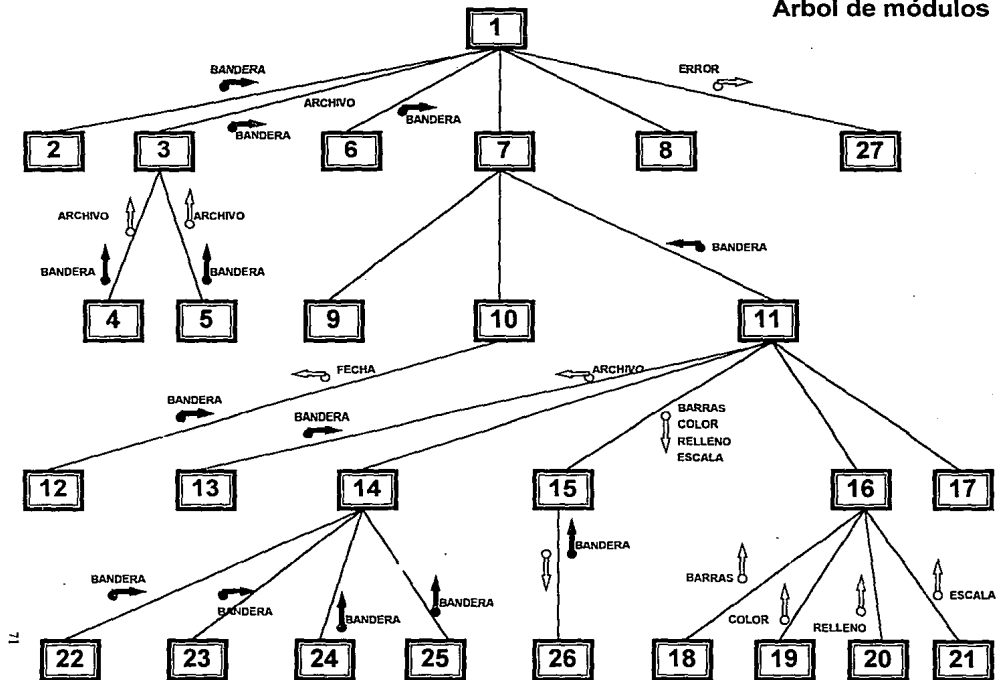 Arbol de módulos
1
BANDERA
ERROR
ARCHIVO
BANDERA
BANDERA
2
3
6
7
8
27
ARCHIVO
ARCHIVO
BANDERA
BANDERA
BANDERA
4
5
9
10
11
FECHA
ARCHIVO
BANDERA
BANDERA
BARRAS
COLOR
RELLENO
ESCALA
12
13
14
15
16
17
BANDERA
BANDERA
BANDERA
BARRAS
ESCALA
BANDERA
BANDERA
BANDERA
COLOR
RELLENO
71
22
23
24
25
26
18
19
20
21